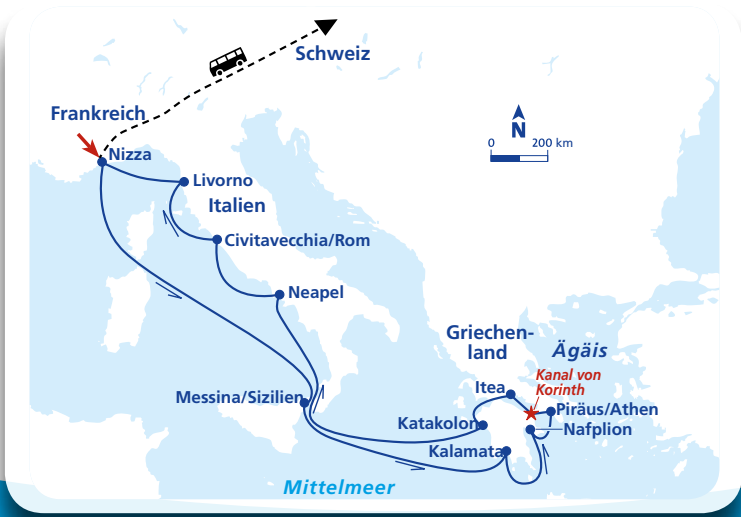 Schweiz
Frankreich
Nizza
N
0 200 km
Livorno
Italien
Civitavecchia/Rom
Neapel
Griechen-
land
Ägäis
Kanal von
Korinth
Itea
Messina/Sizilien
Piräus/Athen
Katakolon
Nafplion
Kalamata
Mittelmeer